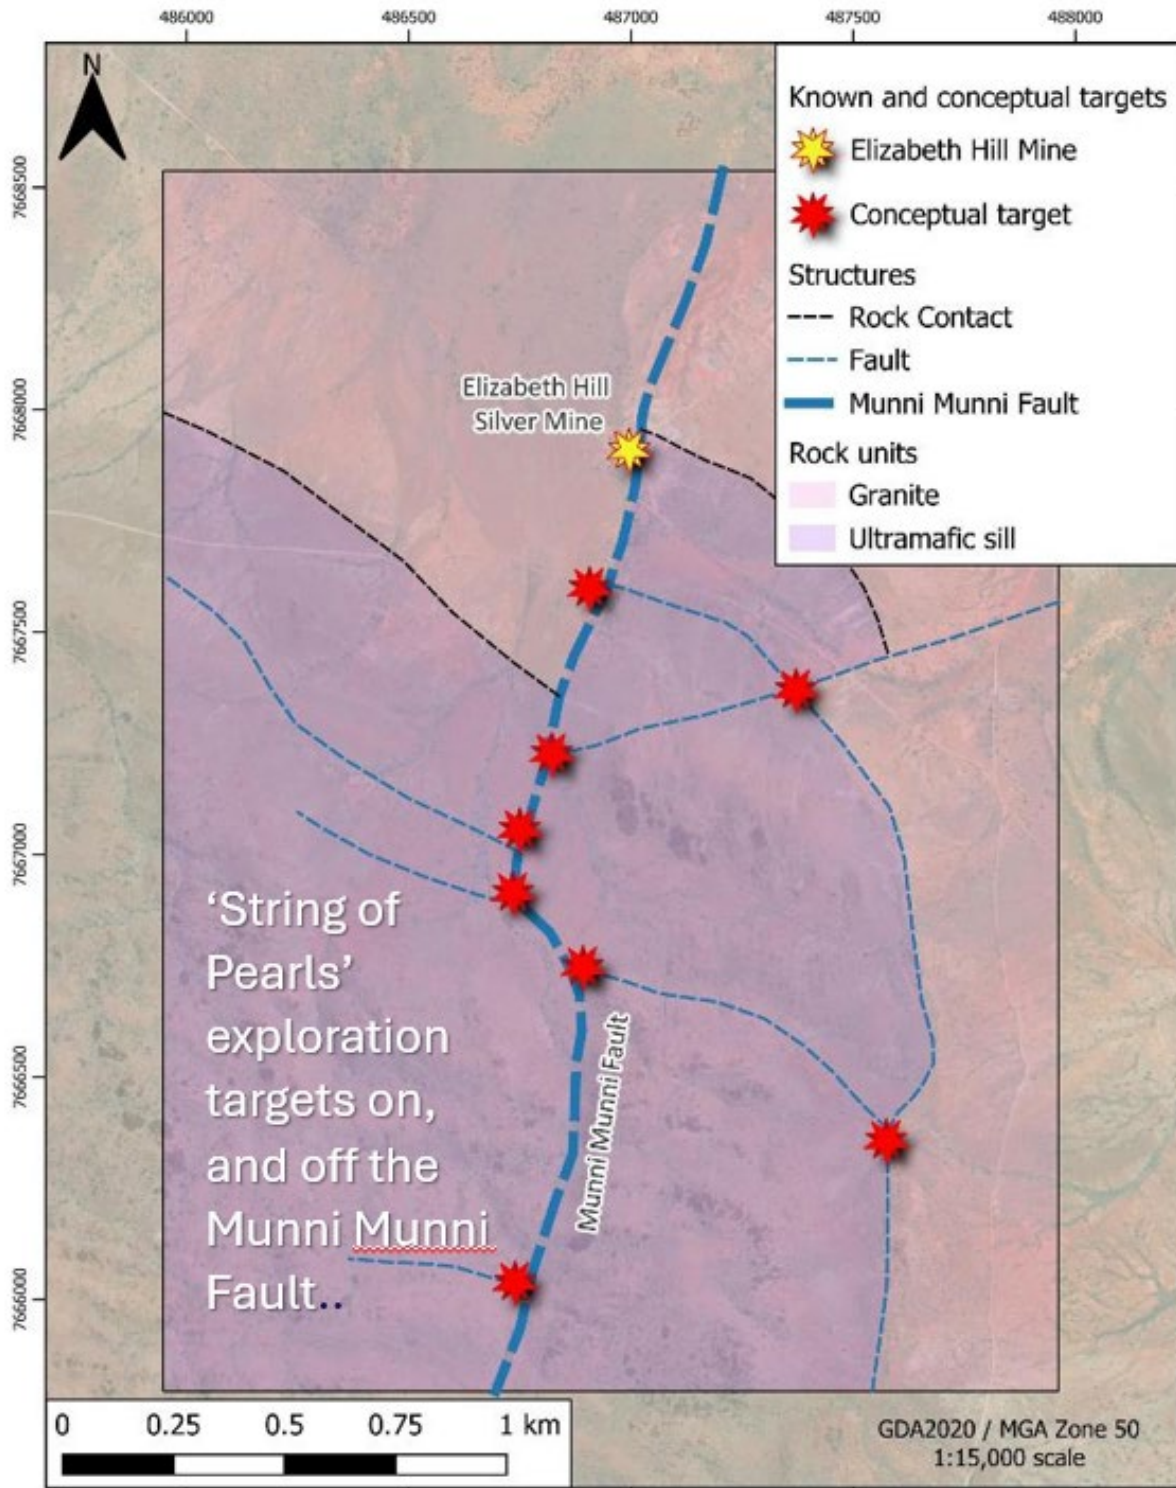 486000
486500
487000
487500
488000
N
7668500
7668000
7667500
7667000
7666500
7666000
Known and conceptual targets
Elizabeth Hill Mine
Conceptual target
Structures
Rock Contact
Fault
Munni Munni Fault
Rock units
Granite
Ultramafic sill
Elizabeth Hill
Silver Mine
Munni Munni Fault
‘String of
Pearls’
exploration
targets on,
and off the
Munni Munni
Fault..
0 0.25 0.5 0.75 1 km
GDA2020 / MGA Zone 50
1:15,000 scale